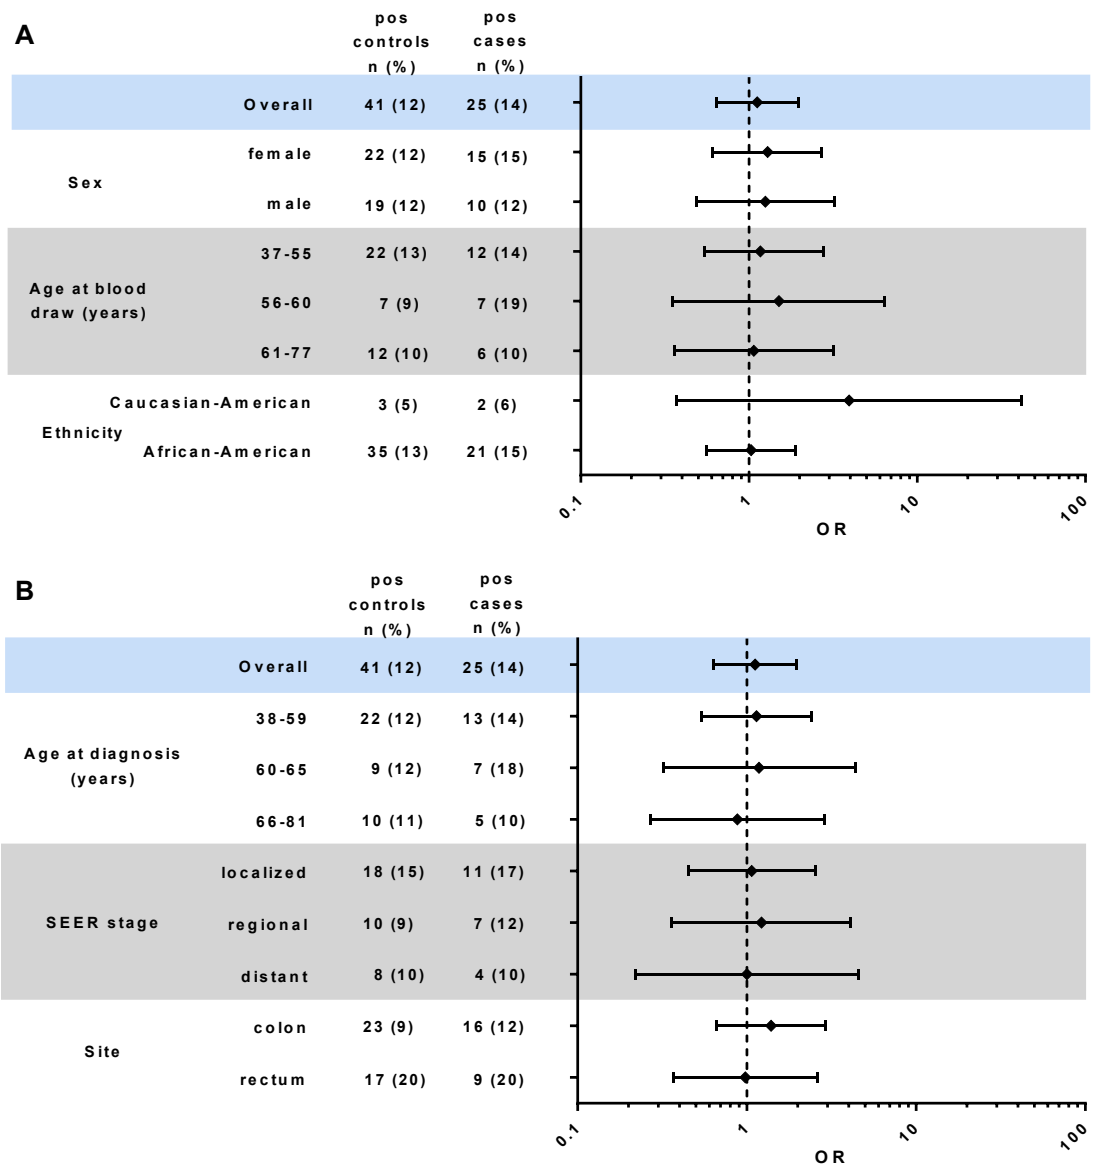 A
pos controls n (%)
pos cases n (%)
Overall 41 (12) 25 (14)
Sex
female 22 (12) 15 (15)
male 19 (12) 10 (12)
Age at blood draw (years)
37-55 22 (13) 12 (14)
56-60 7 (9) 7 (19)
61-77 12 (10) 6 (10)
Ethnicity
Caucasian-American 3 (5) 2 (6)
African-American 35 (13) 21 (15)
0.1 1 10 100
OR
B
pos controls n (%)
pos cases n (%)
Overall 41 (12) 25 (14)
Age at diagnosis (years)
38-59 22 (12) 13 (14)
60-65 9 (12) 7 (18)
66-81 10 (11) 5 (10)
SEER stage
localized 18 (15) 11 (17)
regional 10 (9) 7 (12)
distant 8 (10) 4 (10)
Site
colon 23 (9) 16 (12)
rectum 17 (20) 9 (20)
0.1 1 10 100
OR